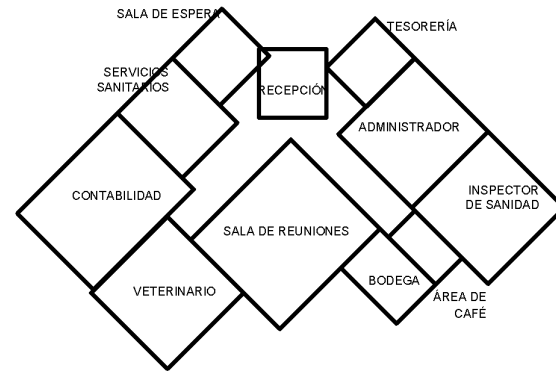 SALA DE ESPERA
TESORERÍA
SERVICIOS
SANITARIOS
RECEPCIÓN
ADMINISTRADOR
CONTABILIDAD
INSPECTOR
DE SANIDAD
SALA DE REUNIONES
VETERINARIO
BODEGA
ÁREA DE
CAFÉ